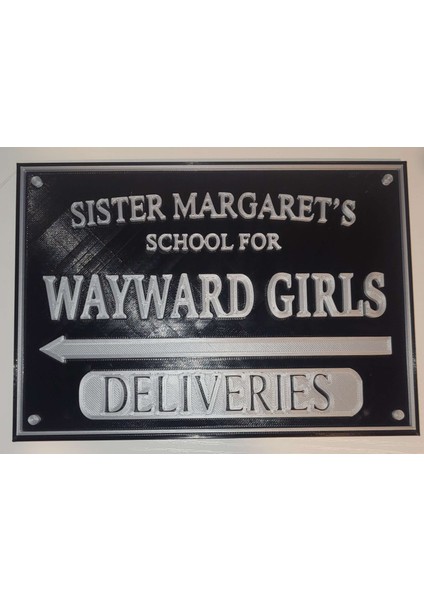 SISTER MARGARET'S
SCHOOL FOR
WAYWARD GIRLS
DELIVERIES